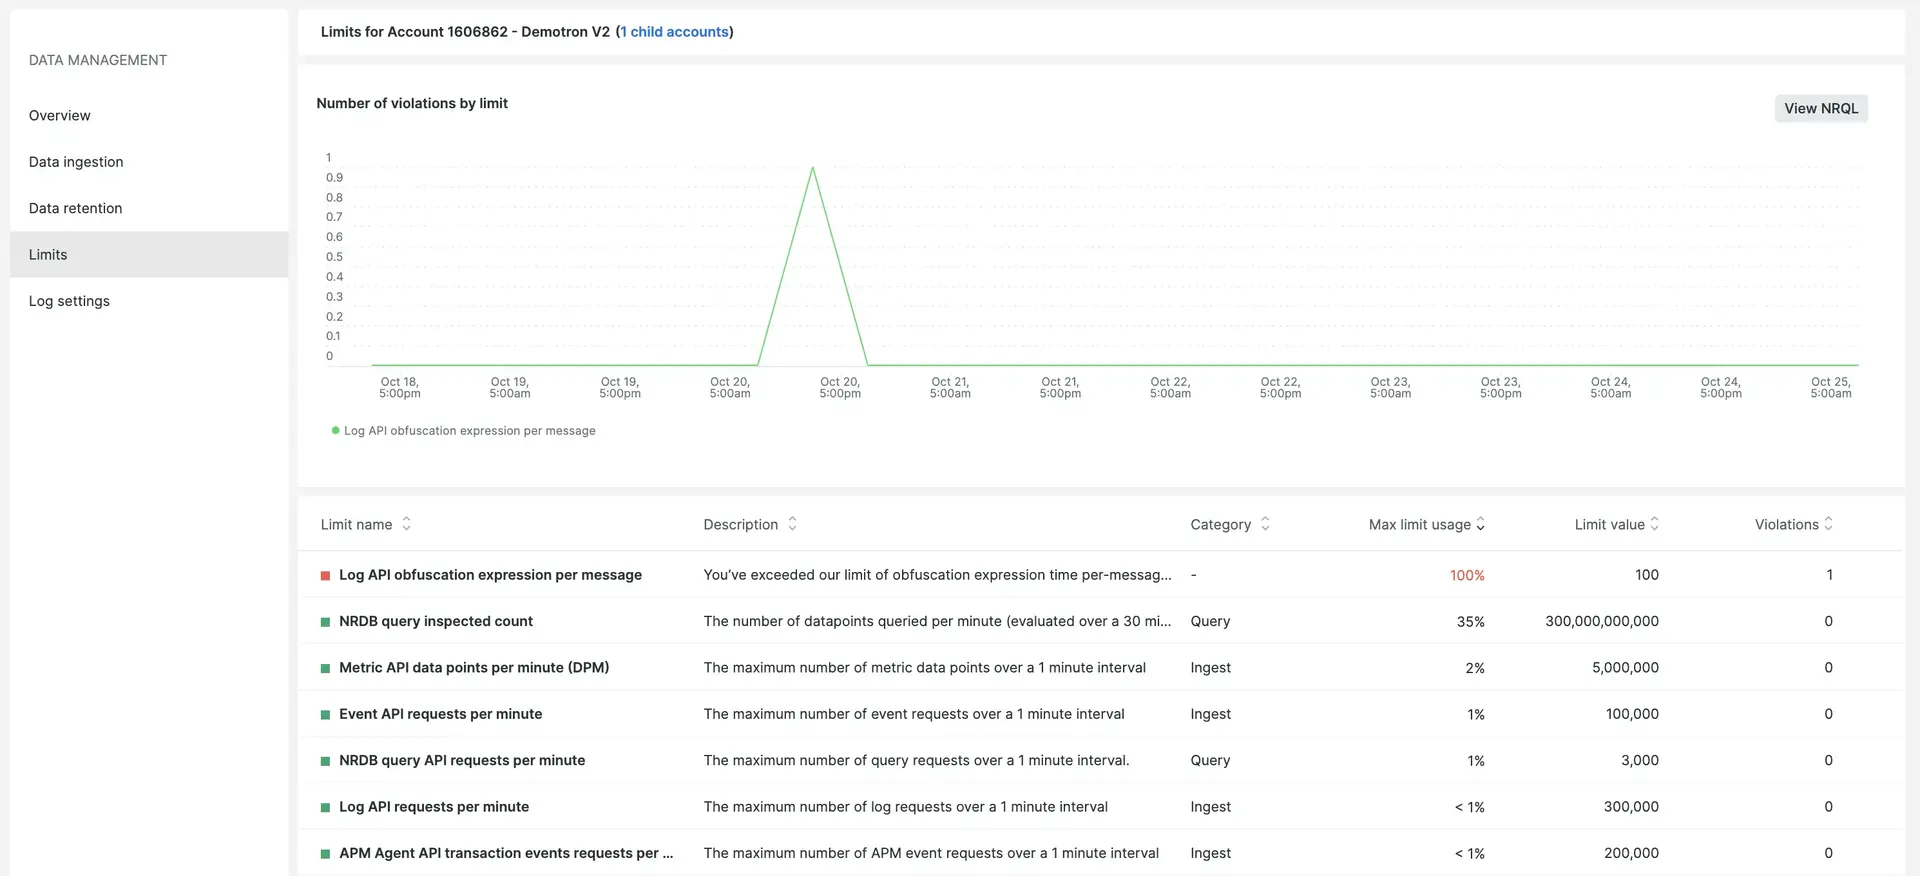 DATA MANAGEMENT
Overview
Data ingestion
Data retention
Limits
Log settings
Limits for Account 1606862 - Demotron V2 (1 child accounts)
Number of violations by limit
View NRQL
1
0.9
0.8
0.7
0.6
0.5
0.4
0.3
0.2
0.1
0
Oct 18, 5:00pm
Oct 19, 5:00am
Oct 19, 5:00pm
Oct 20, 5:00am
Oct 20, 5:00pm
Oct 21, 5:00am
Oct 21, 5:00pm
Oct 22, 5:00am
Oct 22, 5:00pm
Oct 23, 5:00am
Oct 23, 5:00pm
Oct 24, 5:00am
Oct 24, 5:00pm
Oct 25, 5:00am
Log API obfuscation expression per message
Limit name Description Category Max limit usage Limit value Violations
Log API obfuscation expression per message You’ve exceeded our limit of obfuscation expression time per-messag... - 100% 100 1
NRDB query inspected count The number of datapoints queried per minute (evaluated over a 30 mi... Query 35% 300,000,000,000 0
Metric API data points per minute (DPM) The maximum number of metric data points over a 1 minute interval Ingest 2% 5,000,000 0
Event API requests per minute The maximum number of event requests over a 1 minute interval Ingest 1% 100,000 0
NRDB query API requests per minute The maximum number of query requests over a 1 minute interval. Query 1% 3,000 0
Log API requests per minute The maximum number of log requests over a 1 minute interval Ingest < 1% 300,000 0
APM Agent API transaction events requests per ... The maximum number of APM event requests over a 1 minute interval Ingest < 1% 200,000 0